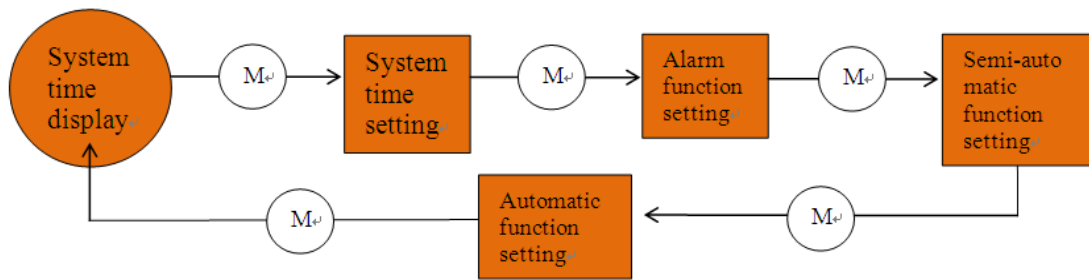 System
time
display
M
System
time
setting
M
Alarm
function
setting
M
Semi-auto
matic
function
setting
M
Automatic
function
setting
M